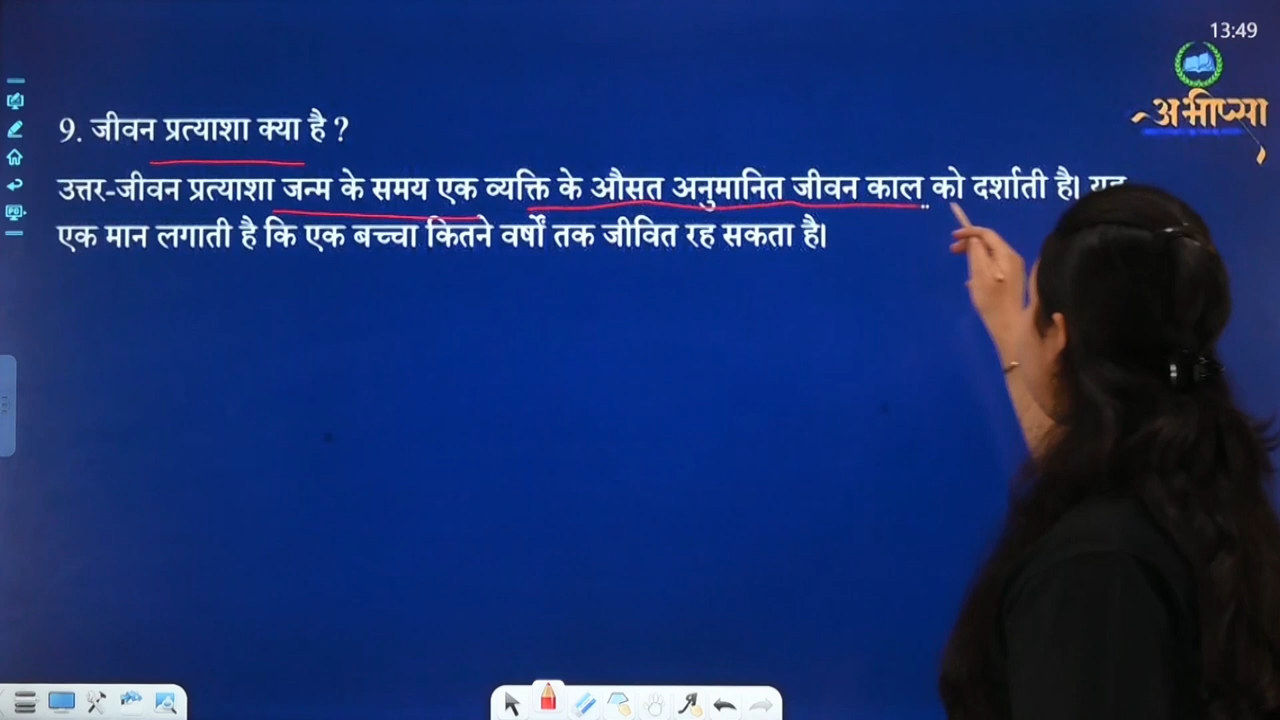 13:49
अभीप्सा
9. जीवन प्रत्याशा क्या है ?
उत्तर-जीवन प्रत्याशा जन्म के समय एक व्यक्ति के औसत अनुमानित जीवन काल को दर्शाती है। यह
एक मान लगाती है कि एक बच्चा कितने वर्षों तक जीवित रह सकता है।